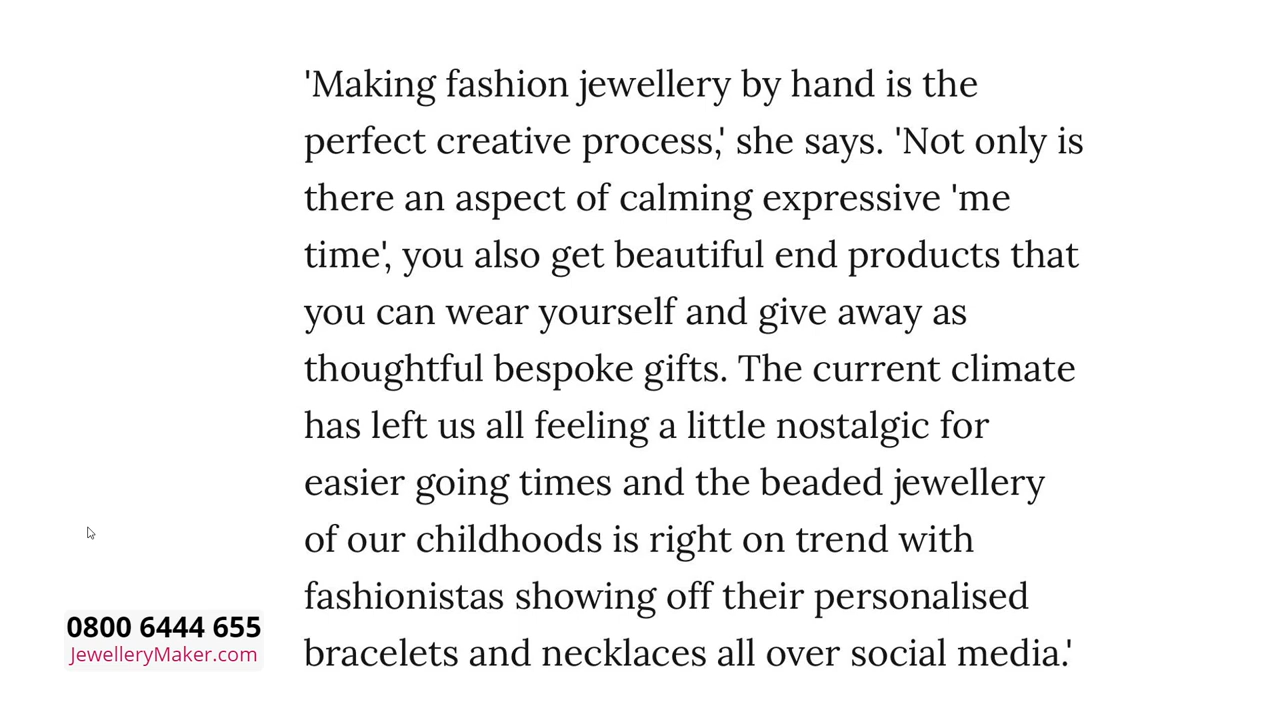 'Making fashion jewellery by hand is the
perfect creative process,' she says. 'Not only is
there an aspect of calming expressive 'me
time', you also get beautiful end products that
you can wear yourself and give away as
thoughtful bespoke gifts. The current climate
has left us all feeling a little nostalgic for
easier going times and the beaded jewellery
of our childhoods is right on trend with
fashionistas showing off their personalised
bracelets and necklaces all over social media.'
0800 6444 655
JewelleryMaker.com